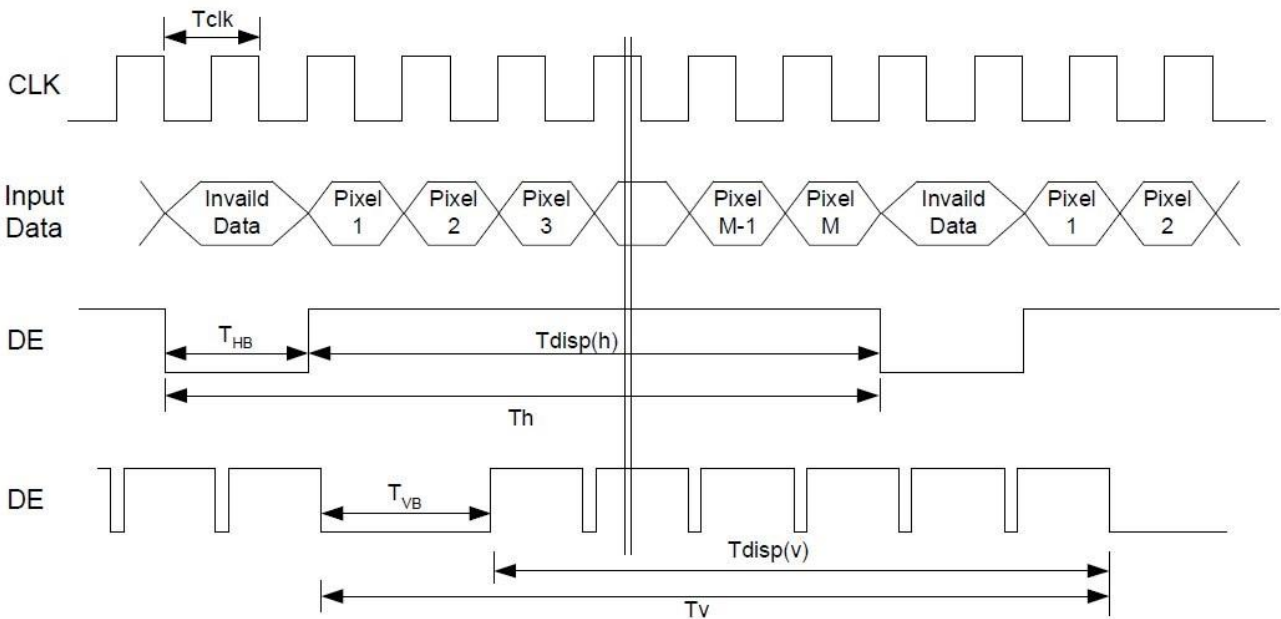 Tclk
CLK
Input
Data
Invaild
Data
Pixel
1
Pixel
2
Pixel
3
Pixel
M-1
Pixel
M
Invaild
Data
Pixel
1
Pixel
2
DE
THB
Tdisp(h)
Th
DE
TVB
Tdisp(v)
Tv